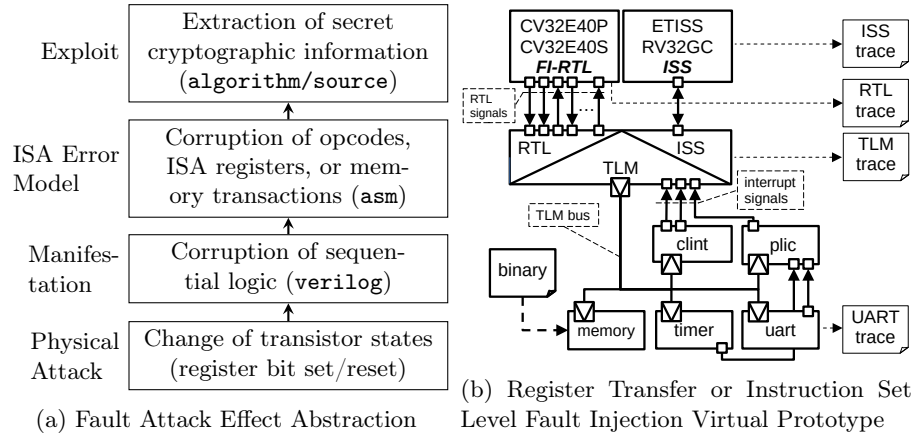 Exploit
Extraction of secret
cryptographic information
(algorithm/source)
ISA Error
Model
Corruption of opcodes,
ISA registers, or mem-
ory transactions (asm)
Manifes-
tation
Corruption of sequen-
tial logic (verilog)
Physical
Attack
Change of transistor states
(register bit set/reset)
(a) Fault Attack Effect Abstraction
CV32E40P
CV32E40S
FI-RTL
ETISS
RV32GC
ISS
ISS
trace
RTL
signals
...
RTL
trace
RTL
ISS
TLM
TLM
trace
interrupt
signals
TLM bus
clint
plic
binary
memory
timer
uart
UART
trace
(b) Register Transfer or Instruction Set
Level Fault Injection Virtual Prototype